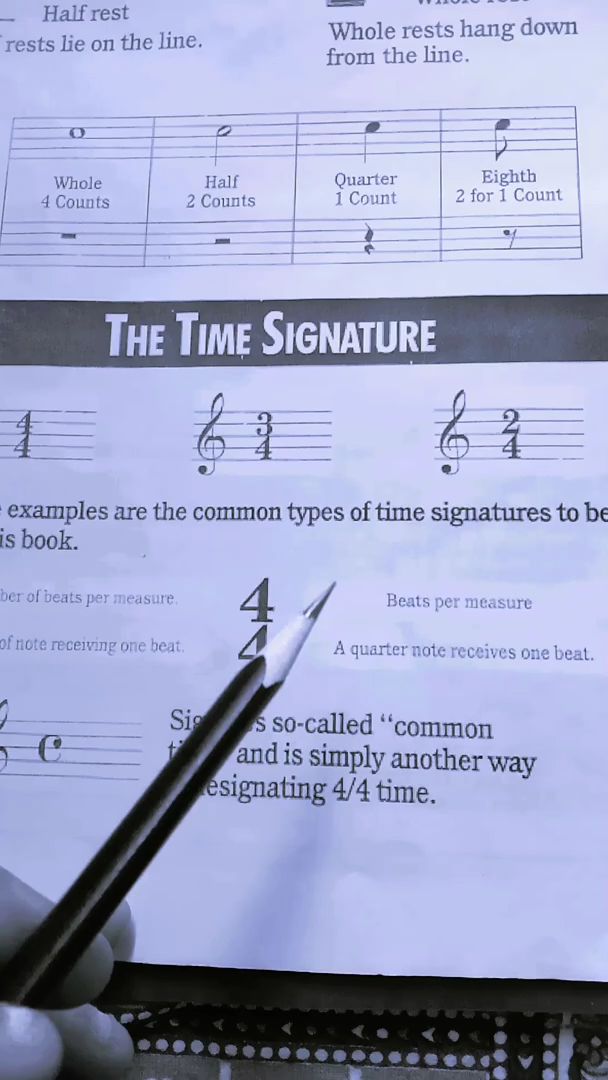 Half rest
rests lie on the line.
Whole rests hang down
from the line.
Whole
4 Counts
Half
2 Counts
Quarter
1 Count
Eighth
2 for 1 Count
THE TIME SIGNATURE
4
4
3
4
2
4
examples are the common types of time signatures to be
is book.
ber of beats per measure.
4
Beats per measure
of note receiving one beat.
4
A quarter note receives one beat.
C
s so-called “common
and is simply another way
esignating 4/4 time.